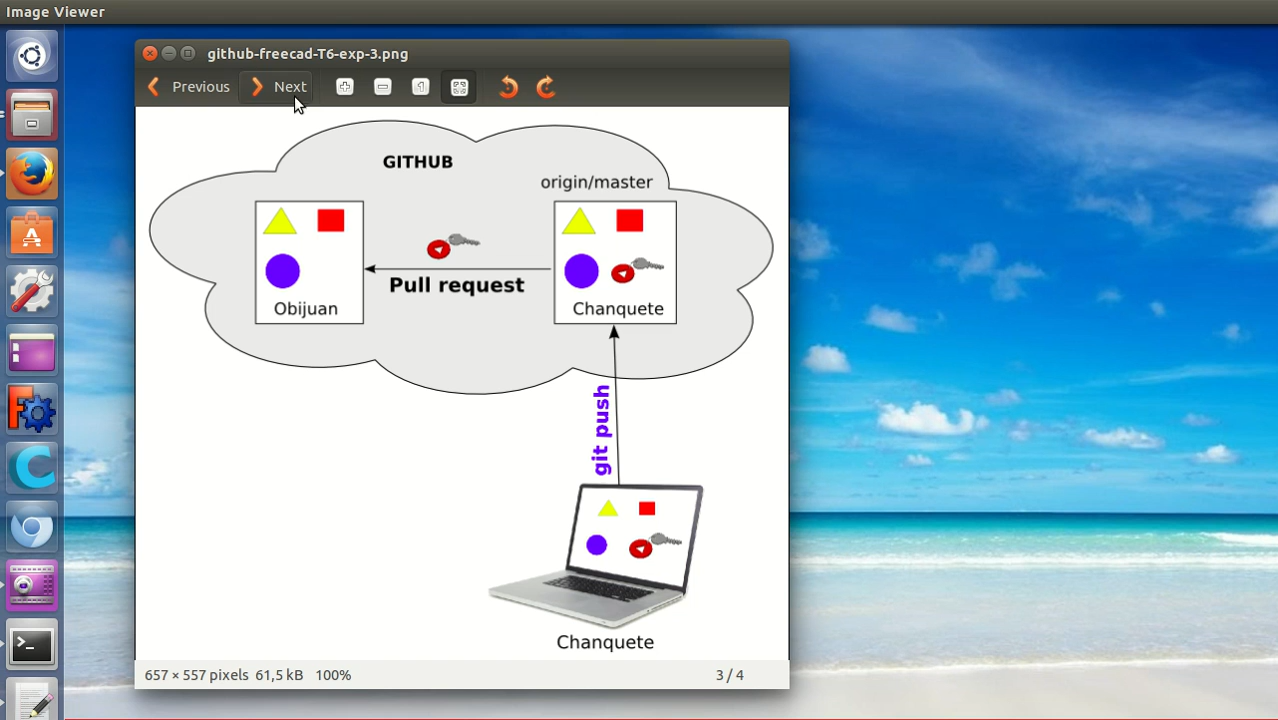 Image Viewer
github-freecad-T6-exp-3.png
Previous
Next
GITHUB
origin/master
Pull request
Obijuan
Chanquete
git push
Chanquete
657 × 557 pixels 61,5 kB 100%
3 / 4